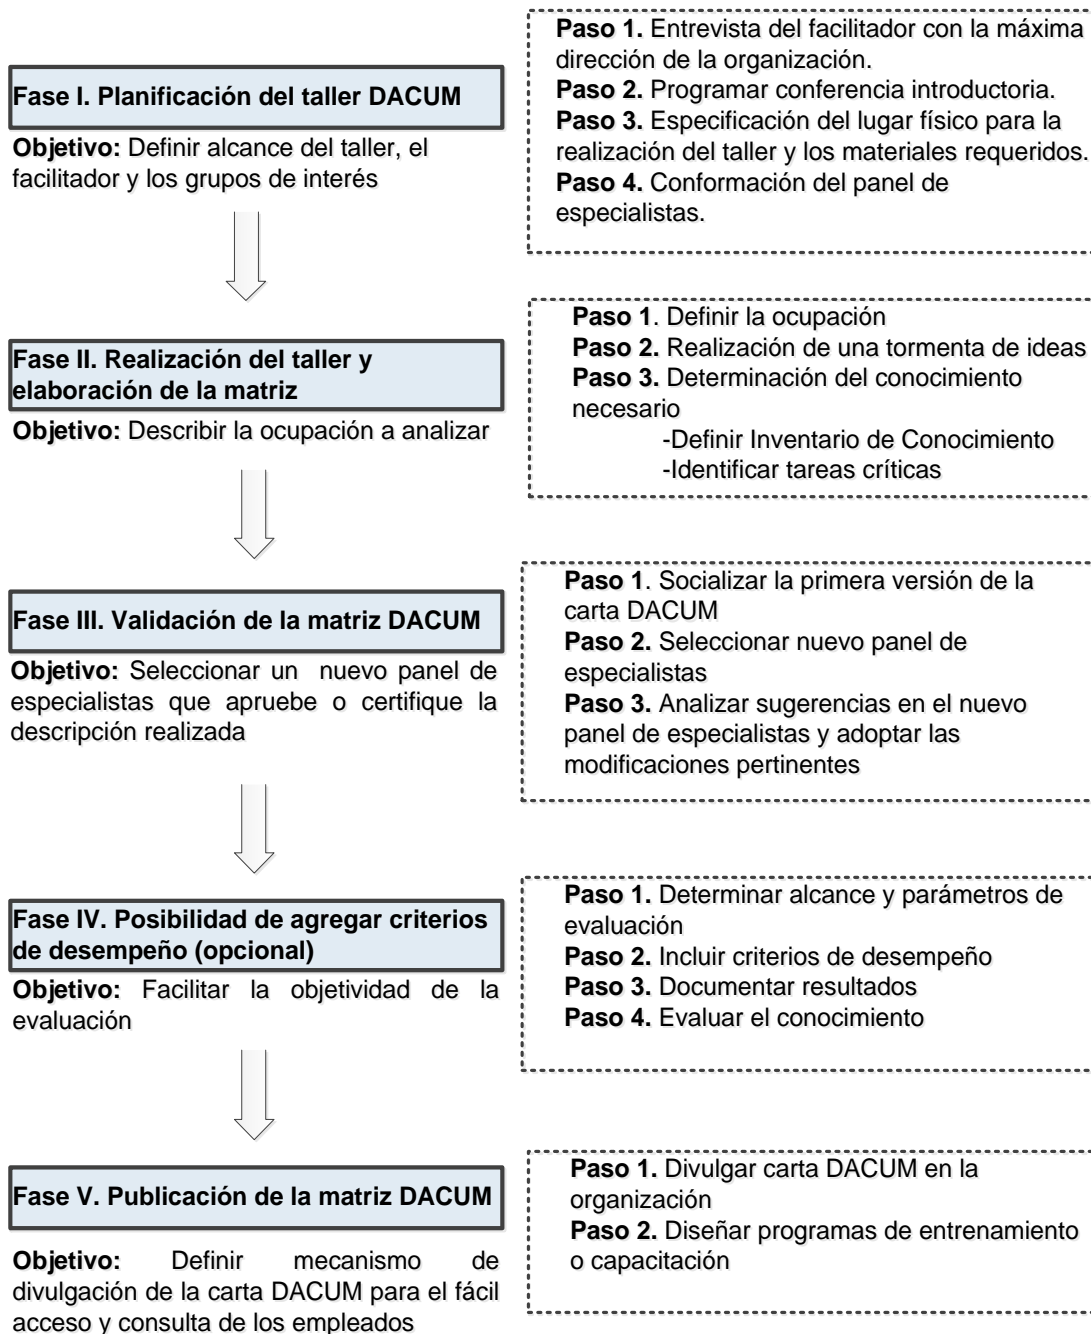 Fase I. Planificación del taller DACUM
Objetivo: Definir alcance del taller, el
facilitador y los grupos de interés
Paso 1. Entrevista del facilitador con la máxima
dirección de la organización.
Paso 2. Programar conferencia introductoria.
Paso 3. Especificación del lugar físico para la
realización del taller y los materiales requeridos.
Paso 4. Conformación del panel de
especialistas.
Fase II. Realización del taller y
elaboración de la matriz
Objetivo: Describir la ocupación a analizar
Paso 1. Definir la ocupación
Paso 2. Realización de una tormenta de ideas
Paso 3. Determinación del conocimiento
necesario
-Definir Inventario de Conocimiento
-Identificar tareas críticas
Fase III. Validación de la matriz DACUM
Objetivo: Seleccionar un nuevo panel de
especialistas que apruebe o certifique la
descripción realizada
Paso 1. Socializar la primera versión de la
carta DACUM
Paso 2. Seleccionar nuevo panel de
especialistas
Paso 3. Analizar sugerencias en el nuevo
panel de especialistas y adoptar las
modificaciones pertinentes
Fase IV. Posibilidad de agregar criterios
de desempeño (opcional)
Objetivo: Facilitar la objetividad de la
evaluación
Paso 1. Determinar alcance y parámetros de
evaluación
Paso 2. Incluir criterios de desempeño
Paso 3. Documentar resultados
Paso 4. Evaluar el conocimiento
Fase V. Publicación de la matriz DACUM
Objetivo: Definir mecanismo de
divulgación de la carta DACUM para el fácil
acceso y consulta de los empleados
Paso 1. Divulgar carta DACUM en la
organización
Paso 2. Diseñar programas de entrenamiento
o capacitación